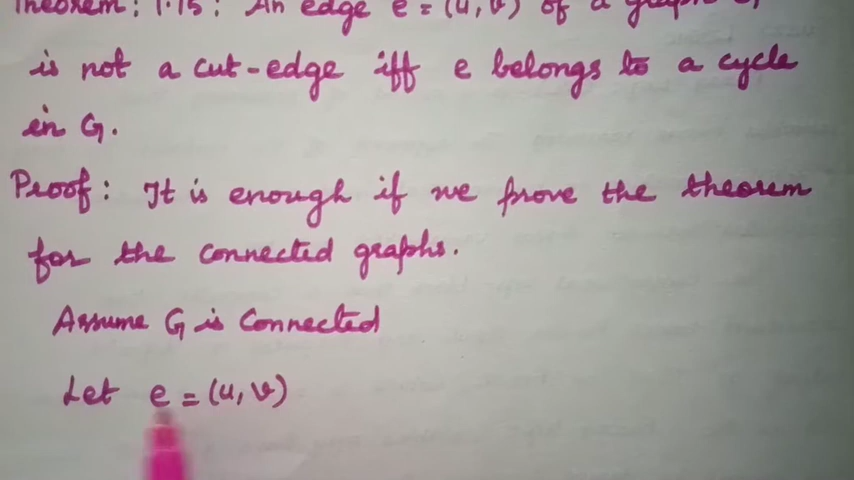 Theorem: 1.15: An edge e = (u, v) of a graph G,
is not a cut-edge iff e belongs to a cycle
in G.
Proof: It is enough if we prove the theorem
for the connected graphs.
Assume G is connected
Let e = (u, v)